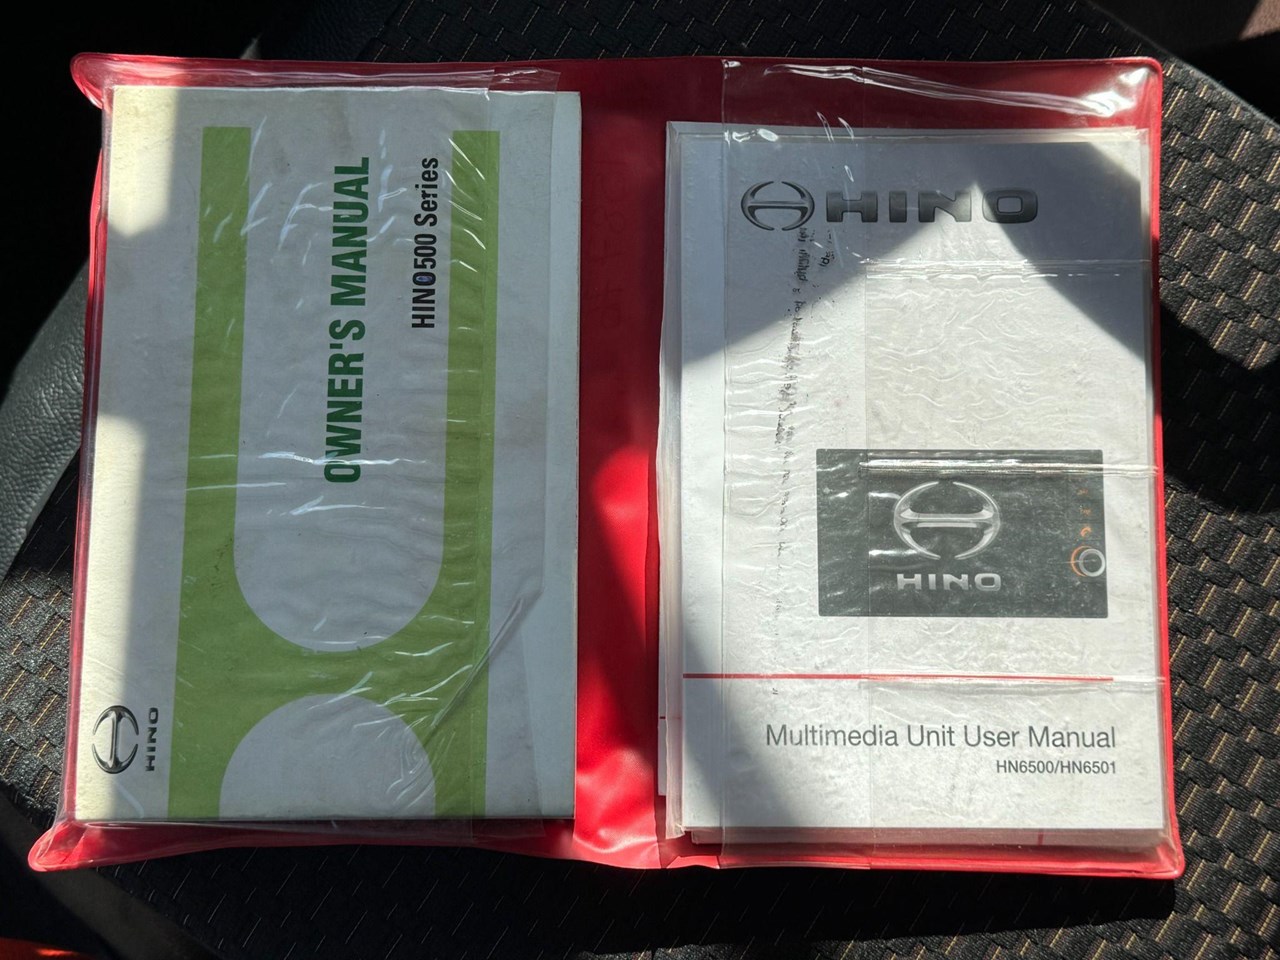 OWNER'S MANUAL
HINO500 Series
HINO
HINO
HINO
Multimedia Unit User Manual
HN6500/HN6501